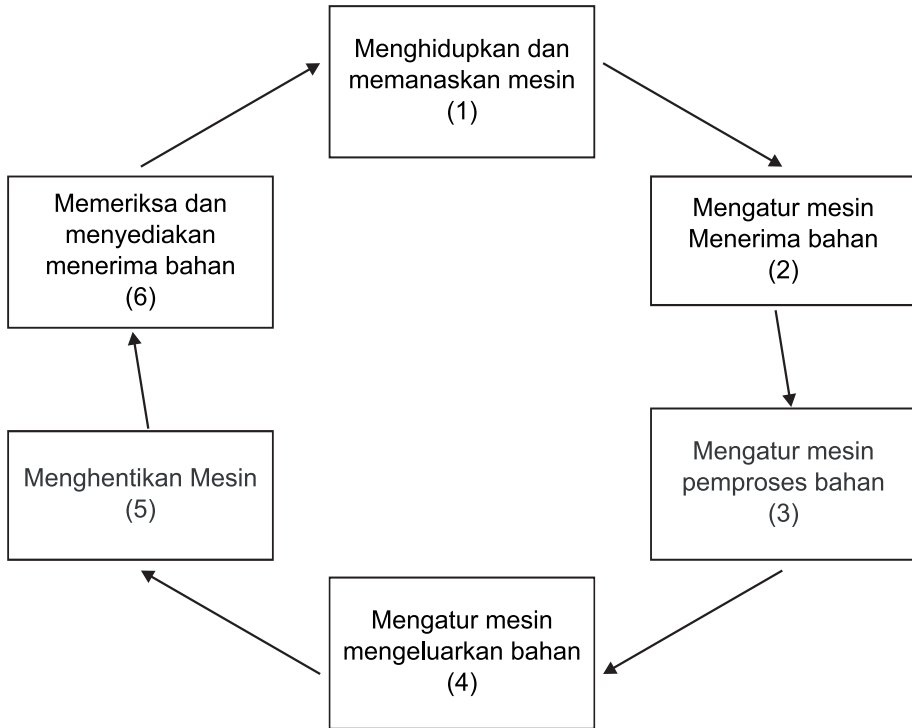 Menghidupkan dan
memanaskan mesin
(1)
Mengatur mesin
Menerima bahan
(2)
Mengatur mesin
pemproses bahan
(3)
Mengatur mesin
mengeluarkan bahan
(4)
Menghentikan Mesin
(5)
Memeriksa dan
menyediakan
menerima bahan
(6)